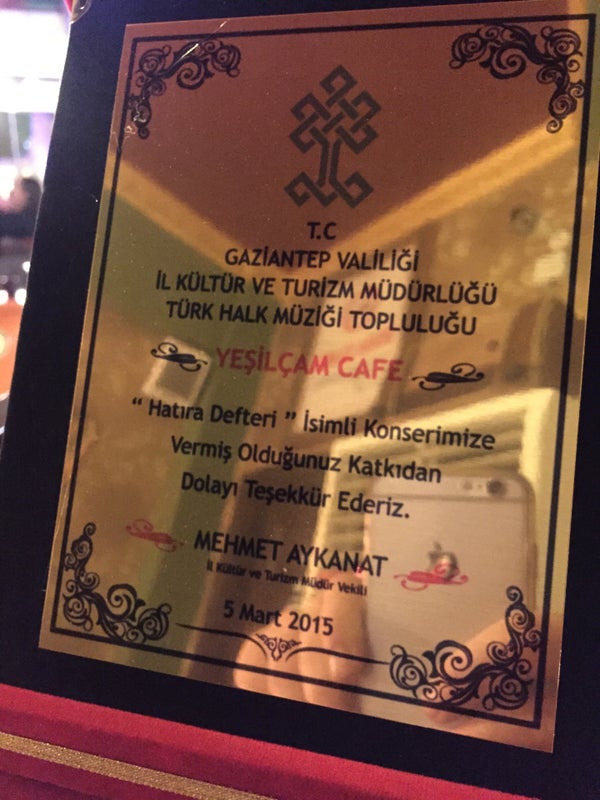 T.C
GAZİANTEP VALİLİĞİ
İL KÜLTÜR VE TURİZM MÜDÜRLÜĞÜ
TÜRK HALK MÜZİĞİ TOPLULUĞU
YEŞİLÇAM CAFE
“ Hatıra Defteri ” İsimli Konserimize
Vermiş Olduğunuz Katkıdan
Dolayı Teşekkür Ederiz.
MEHMET AYKANAT
İl Kültür ve Turizm Müdür Vekili
5 Mart 2015